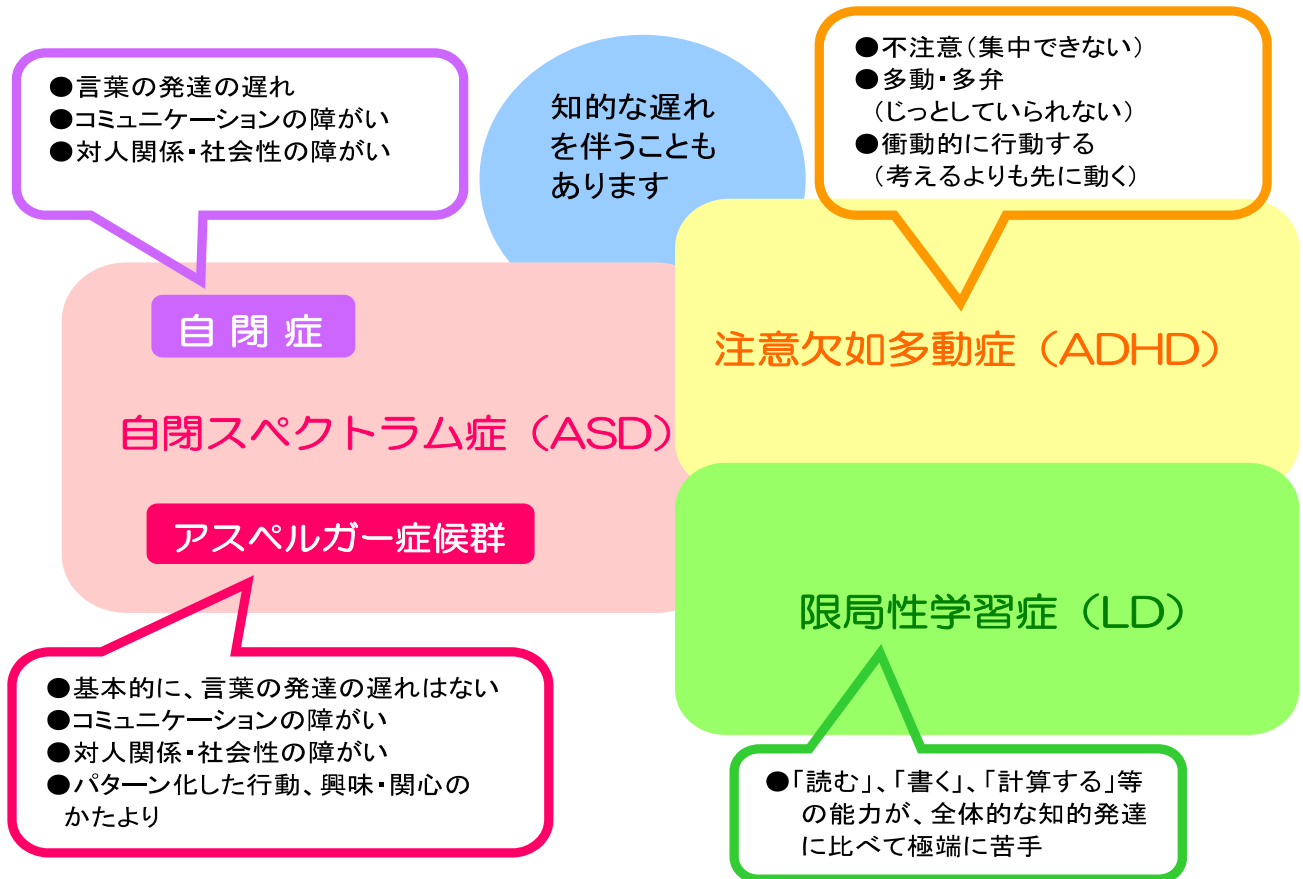 ●言葉の発達の遅れ
●コミュニケーションの障がい
●対人関係・社会性の障がい
知的な遅れ
を伴うことも
あります
●不注意（集中できない）
●多動・多弁
（じっとしていられない）
●衝動的に行動する
（考えるよりも先に動く）
自閉症
自閉スペクトラム症（ASD）
アスペルガー症候群
注意欠如多動症（ADHD）
限局性学習症（LD）
●基本的に、言葉の発達の遅れはない
●コミュニケーションの障がい
●対人関係・社会性の障がい
●パターン化した行動、興味・関心の
かたより
●「読む」、「書く」、「計算する」等
の能力が、全体的な知的発達
に比べて極端に苦手